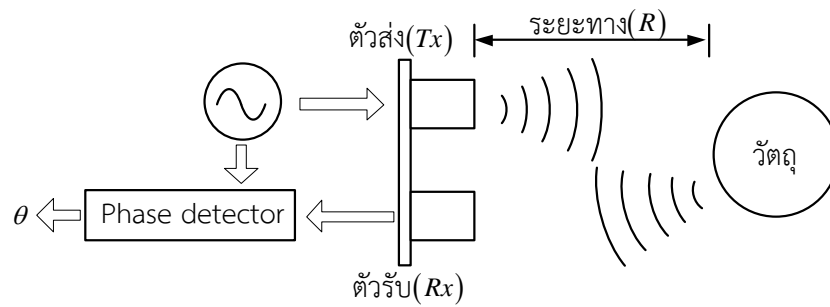 ตัวส่ง(Tx)
ระยะทาง(R)
วัตถุ
θ
Phase detector
ตัวรับ(Rx)